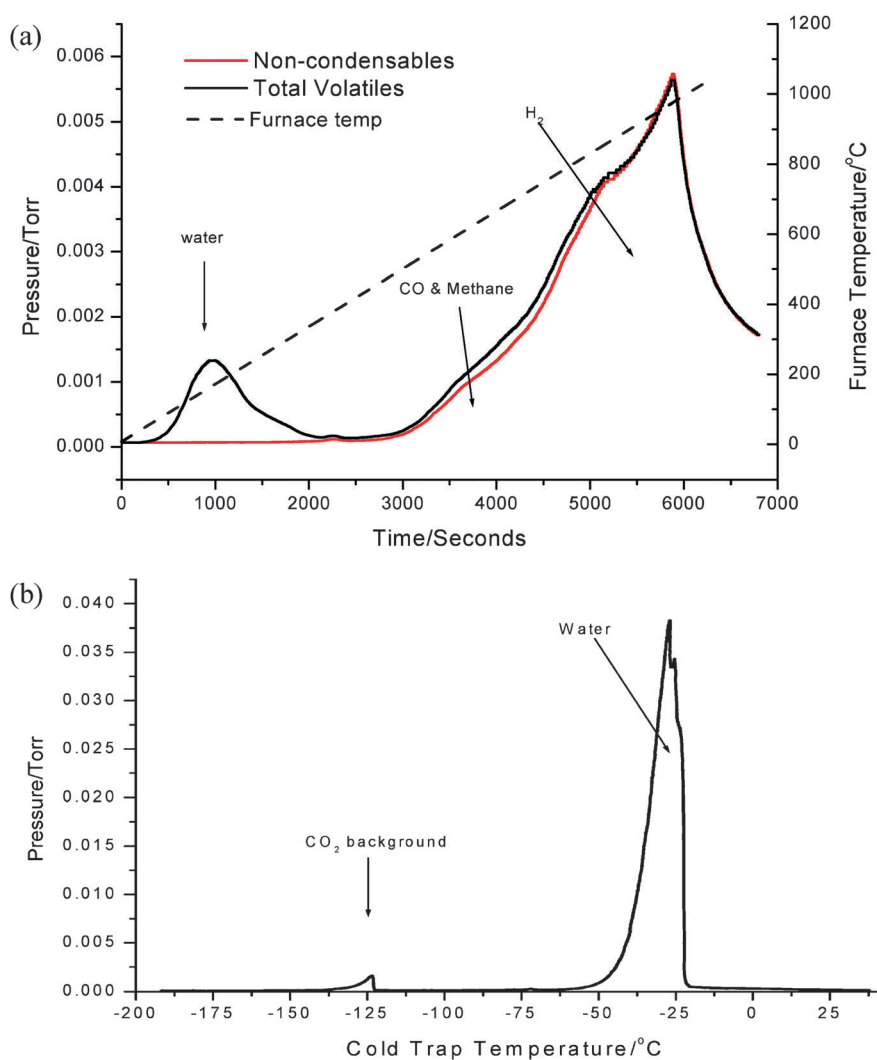 (a)
0.006
0.005
0.004
0.003
0.002
0.001
0.000
Pressure/Torr
Non-condensables
Total Volatiles
Furnace temp
water
CO & Methane
H₂
1200
1000
800
600
400
200
0
Furnace Temperature/°C
0 1000 2000 3000 4000 5000 6000 7000
Time/Seconds
(b)
0.040
0.035
0.030
0.025
0.020
0.015
0.010
0.005
0.000
Pressure/Torr
Water
CO₂ background
-200 -175 -150 -125 -100 -75 -50 -25 0 25
Cold Trap Temperature/°C